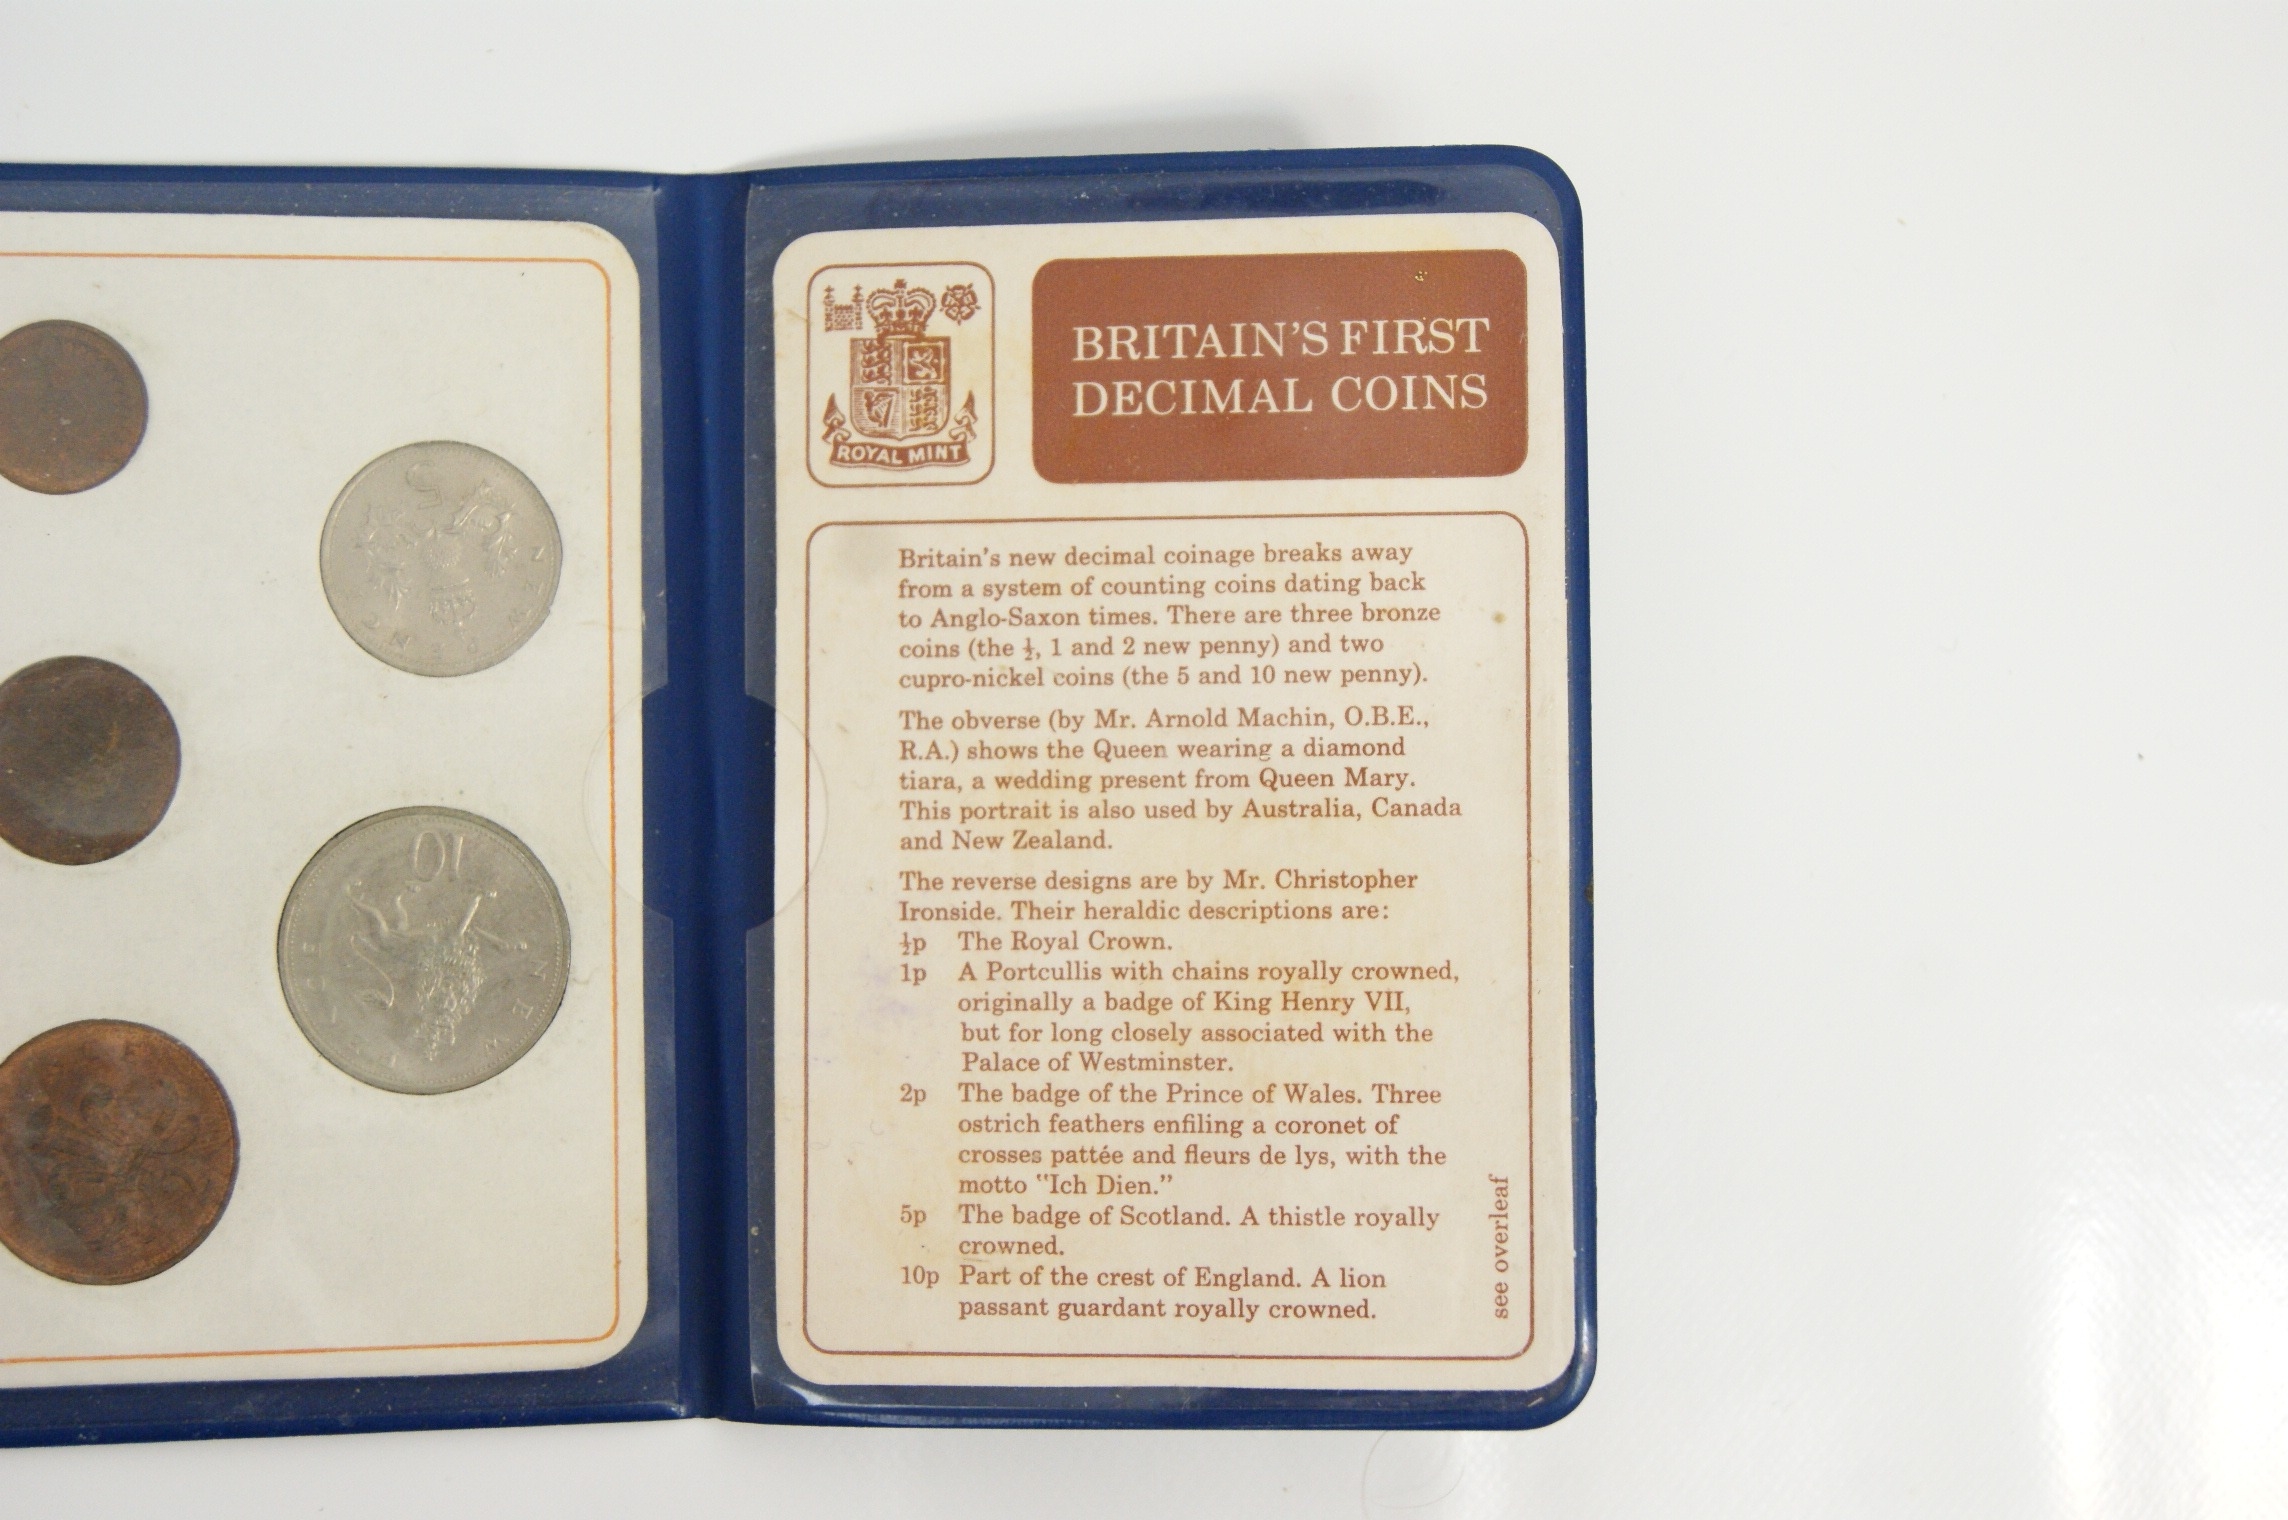 5
10
ROYAL MINT
BRITAIN'S FIRST
DECIMAL COINS
Britain's new decimal coinage breaks away
from a system of counting coins dating back
to Anglo-Saxon times. There are three bronze
coins (the ½, 1 and 2 new penny) and two
cupro-nickel coins (the 5 and 10 new penny).
The obverse (by Mr. Arnold Machin, O.B.E.,
R.A.) shows the Queen wearing a diamond
tiara, a wedding present from Queen Mary.
This portrait is also used by Australia, Canada
and New Zealand.
The reverse designs are by Mr. Christopher
Ironside. Their heraldic descriptions are:
½p The Royal Crown.
1p A Portcullis with chains royally crowned,
originally a badge of King Henry VII,
but for long closely associated with the
Palace of Westminster.
2p The badge of the Prince of Wales. Three
ostrich feathers enfiling a coronet of
crosses pattée and fleurs de lys, with the
motto "Ich Dien."
5p The badge of Scotland. A thistle royally
crowned.
10p Part of the crest of England. A lion
passant guardant royally crowned.
see overleaf